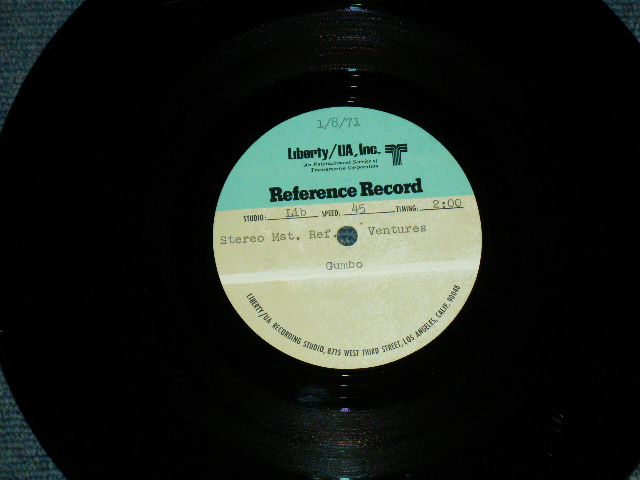 1/8/71
Liberty/UA, Inc.
An Entertainment Service of
Transamerica Corporation
Reference Record
STUDIO: Lib SPEED: 45 TIMING: 2:00
Stereo Mst. Ref. Ventures
Gumbo
LIBERTY/UA RECORDING STUDIO, 8715 WEST THIRD STREET, LOS ANGELES, CALIF. 90048